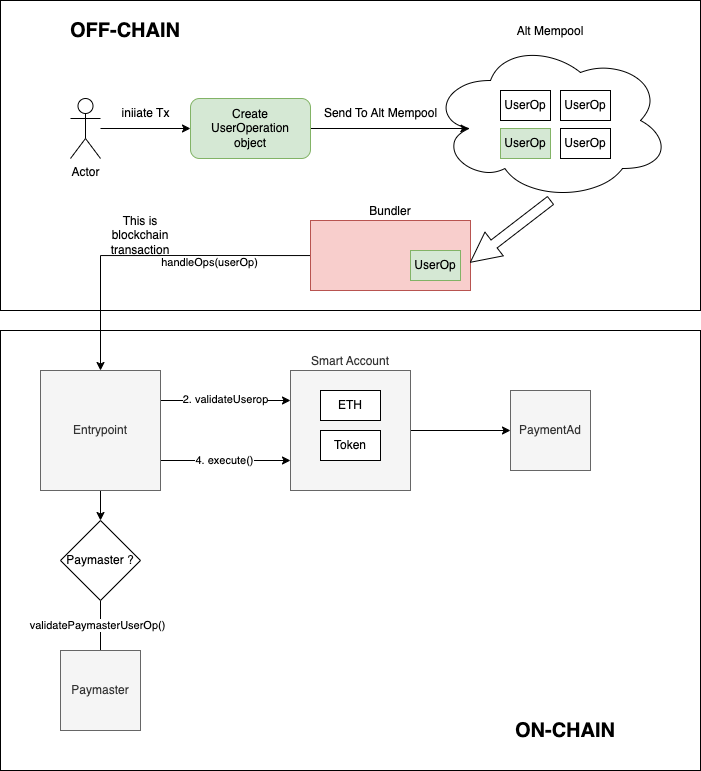 OFF-CHAIN
Alt Mempool
iniiate Tx
Create
UserOperation
object
Send To Alt Mempool
UserOp
UserOp
UserOp
UserOp
Actor
Bundler
This is
blockchain
transaction
handleOps(userOp)
UserOp
Smart Account
Entrypoint
2. validateUserop
ETH
Token
4. execute()
PaymentAd
Paymaster ?
validatePaymasterUserOp()
Paymaster
ON-CHAIN